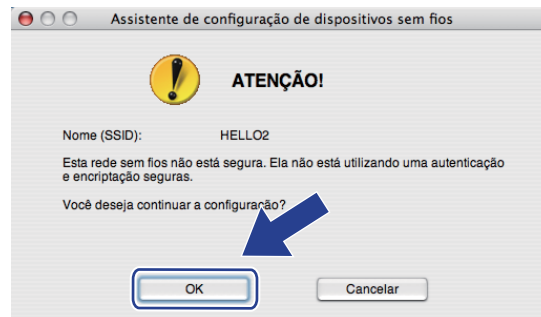 Assistente de configuração de dispositivos sem fios
ATENÇÃO!
Nome (SSID): HELLO2
Esta rede sem fios não está segura. Ela não está utilizando uma autenticação
e encriptação seguras.
Você deseja continuar a configuração?
OK Cancelar